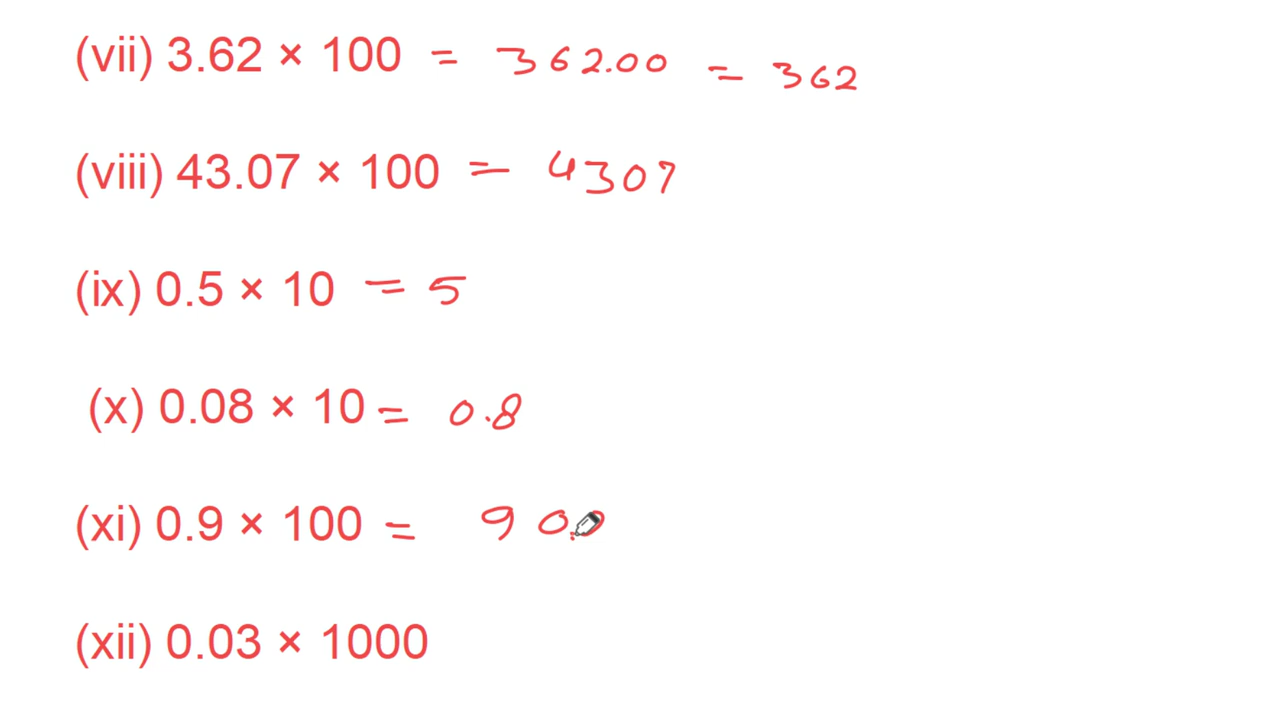 (vii) 3.62 × 100 = 362.00 = 362
(viii) 43.07 × 100 = 4307
(ix) 0.5 × 10 = 5
(x) 0.08 × 10 = 0.8
(xi) 0.9 × 100 = 90.0
(xii) 0.03 × 1000